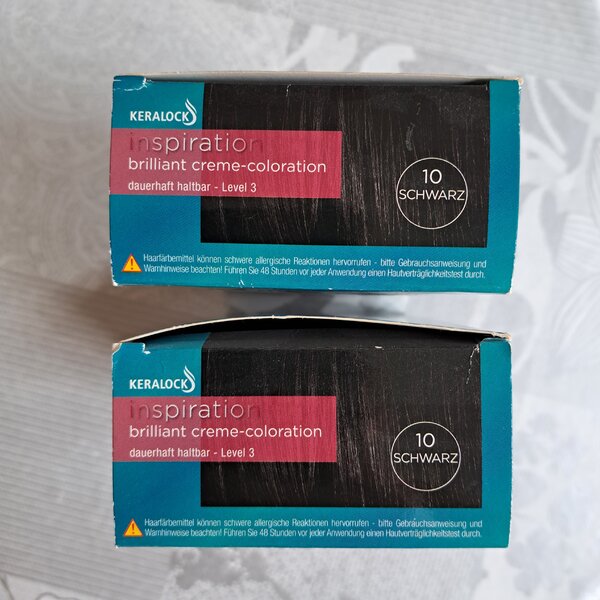 KERALOCK
inspiration
brilliant creme-coloration
dauerhaft haltbar - Level 3
10
SCHWARZ
Haarfärbemittel können schwere allergische Reaktionen hervorrufen - bitte Gebrauchsanweisung und
Warnhinweise beachten! Führen Sie 48 Stunden vor jeder Anwendung einen Hautverträglichkeitstest durch.
KERALOCK
inspiration
brilliant creme-coloration
dauerhaft haltbar - Level 3
10
SCHWARZ
Haarfärbemittel können schwere allergische Reaktionen hervorrufen - bitte Gebrauchsanweisung und
Warnhinweise beachten! Führen Sie 48 Stunden vor jeder Anwendung einen Hautverträglichkeitstest durch.